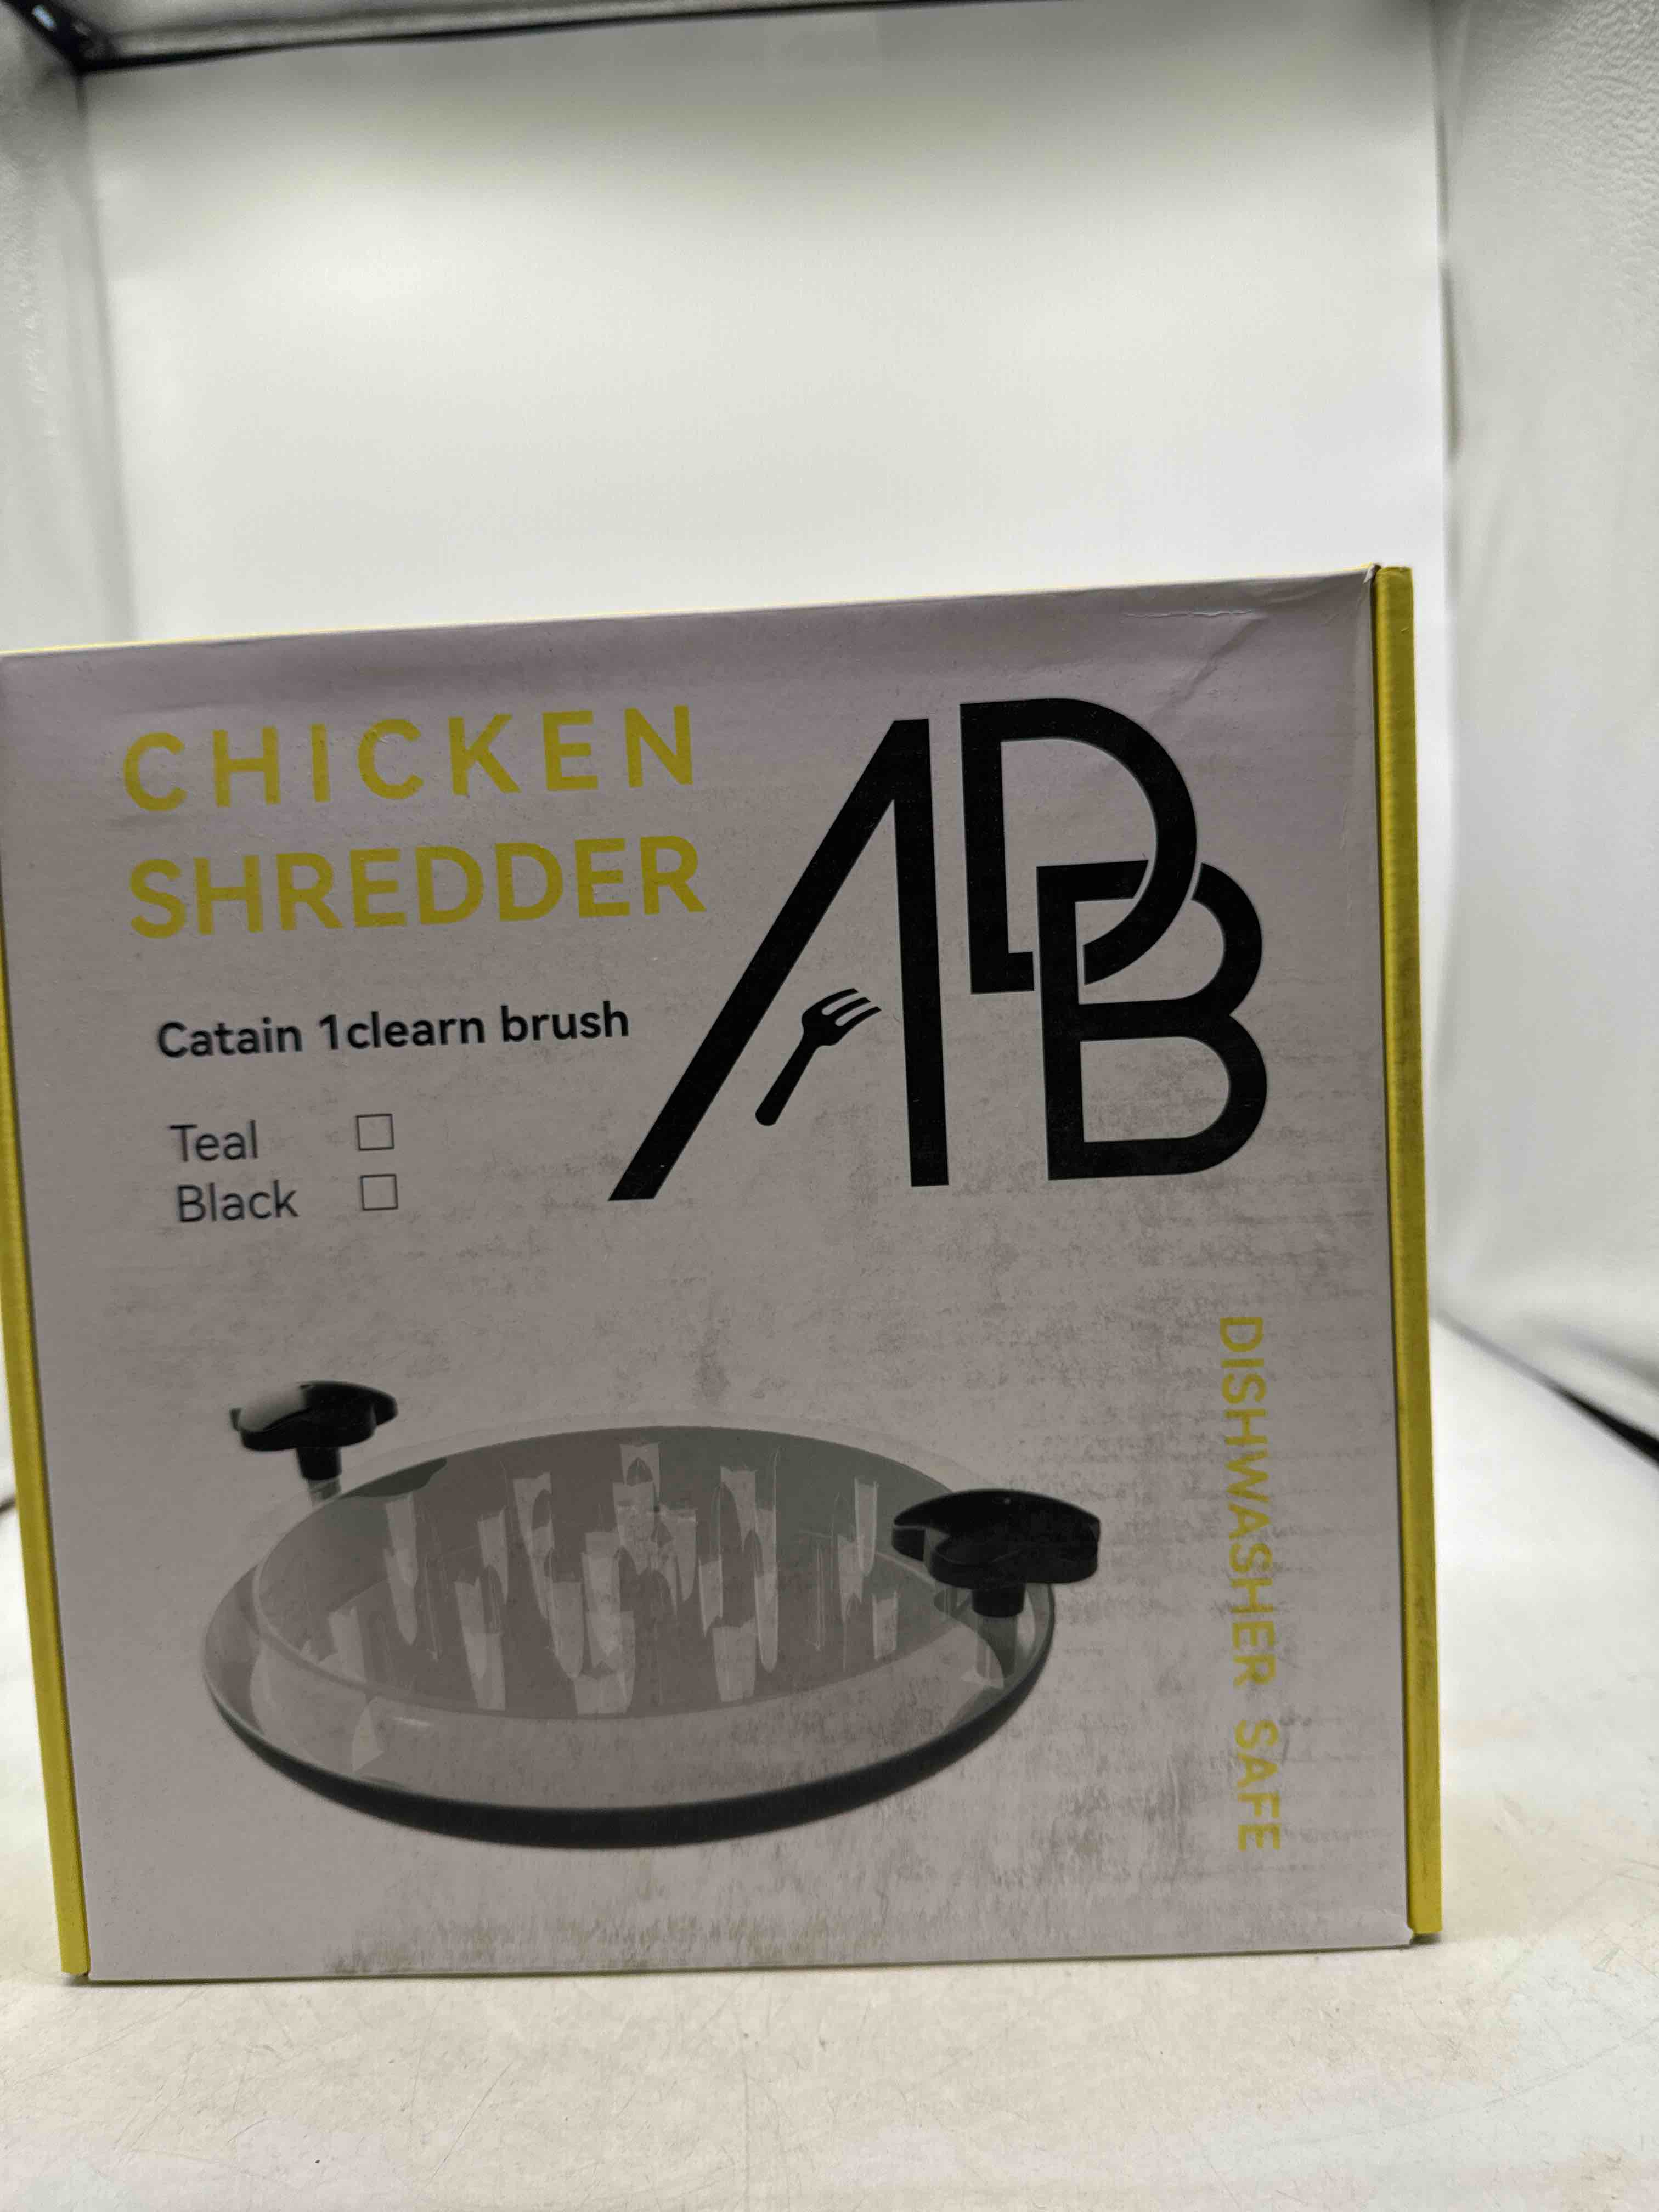 CHICKEN
SHREDDER
ADB
Catain 1clearn brush
Teal
Black
DISHWASHER SAFE